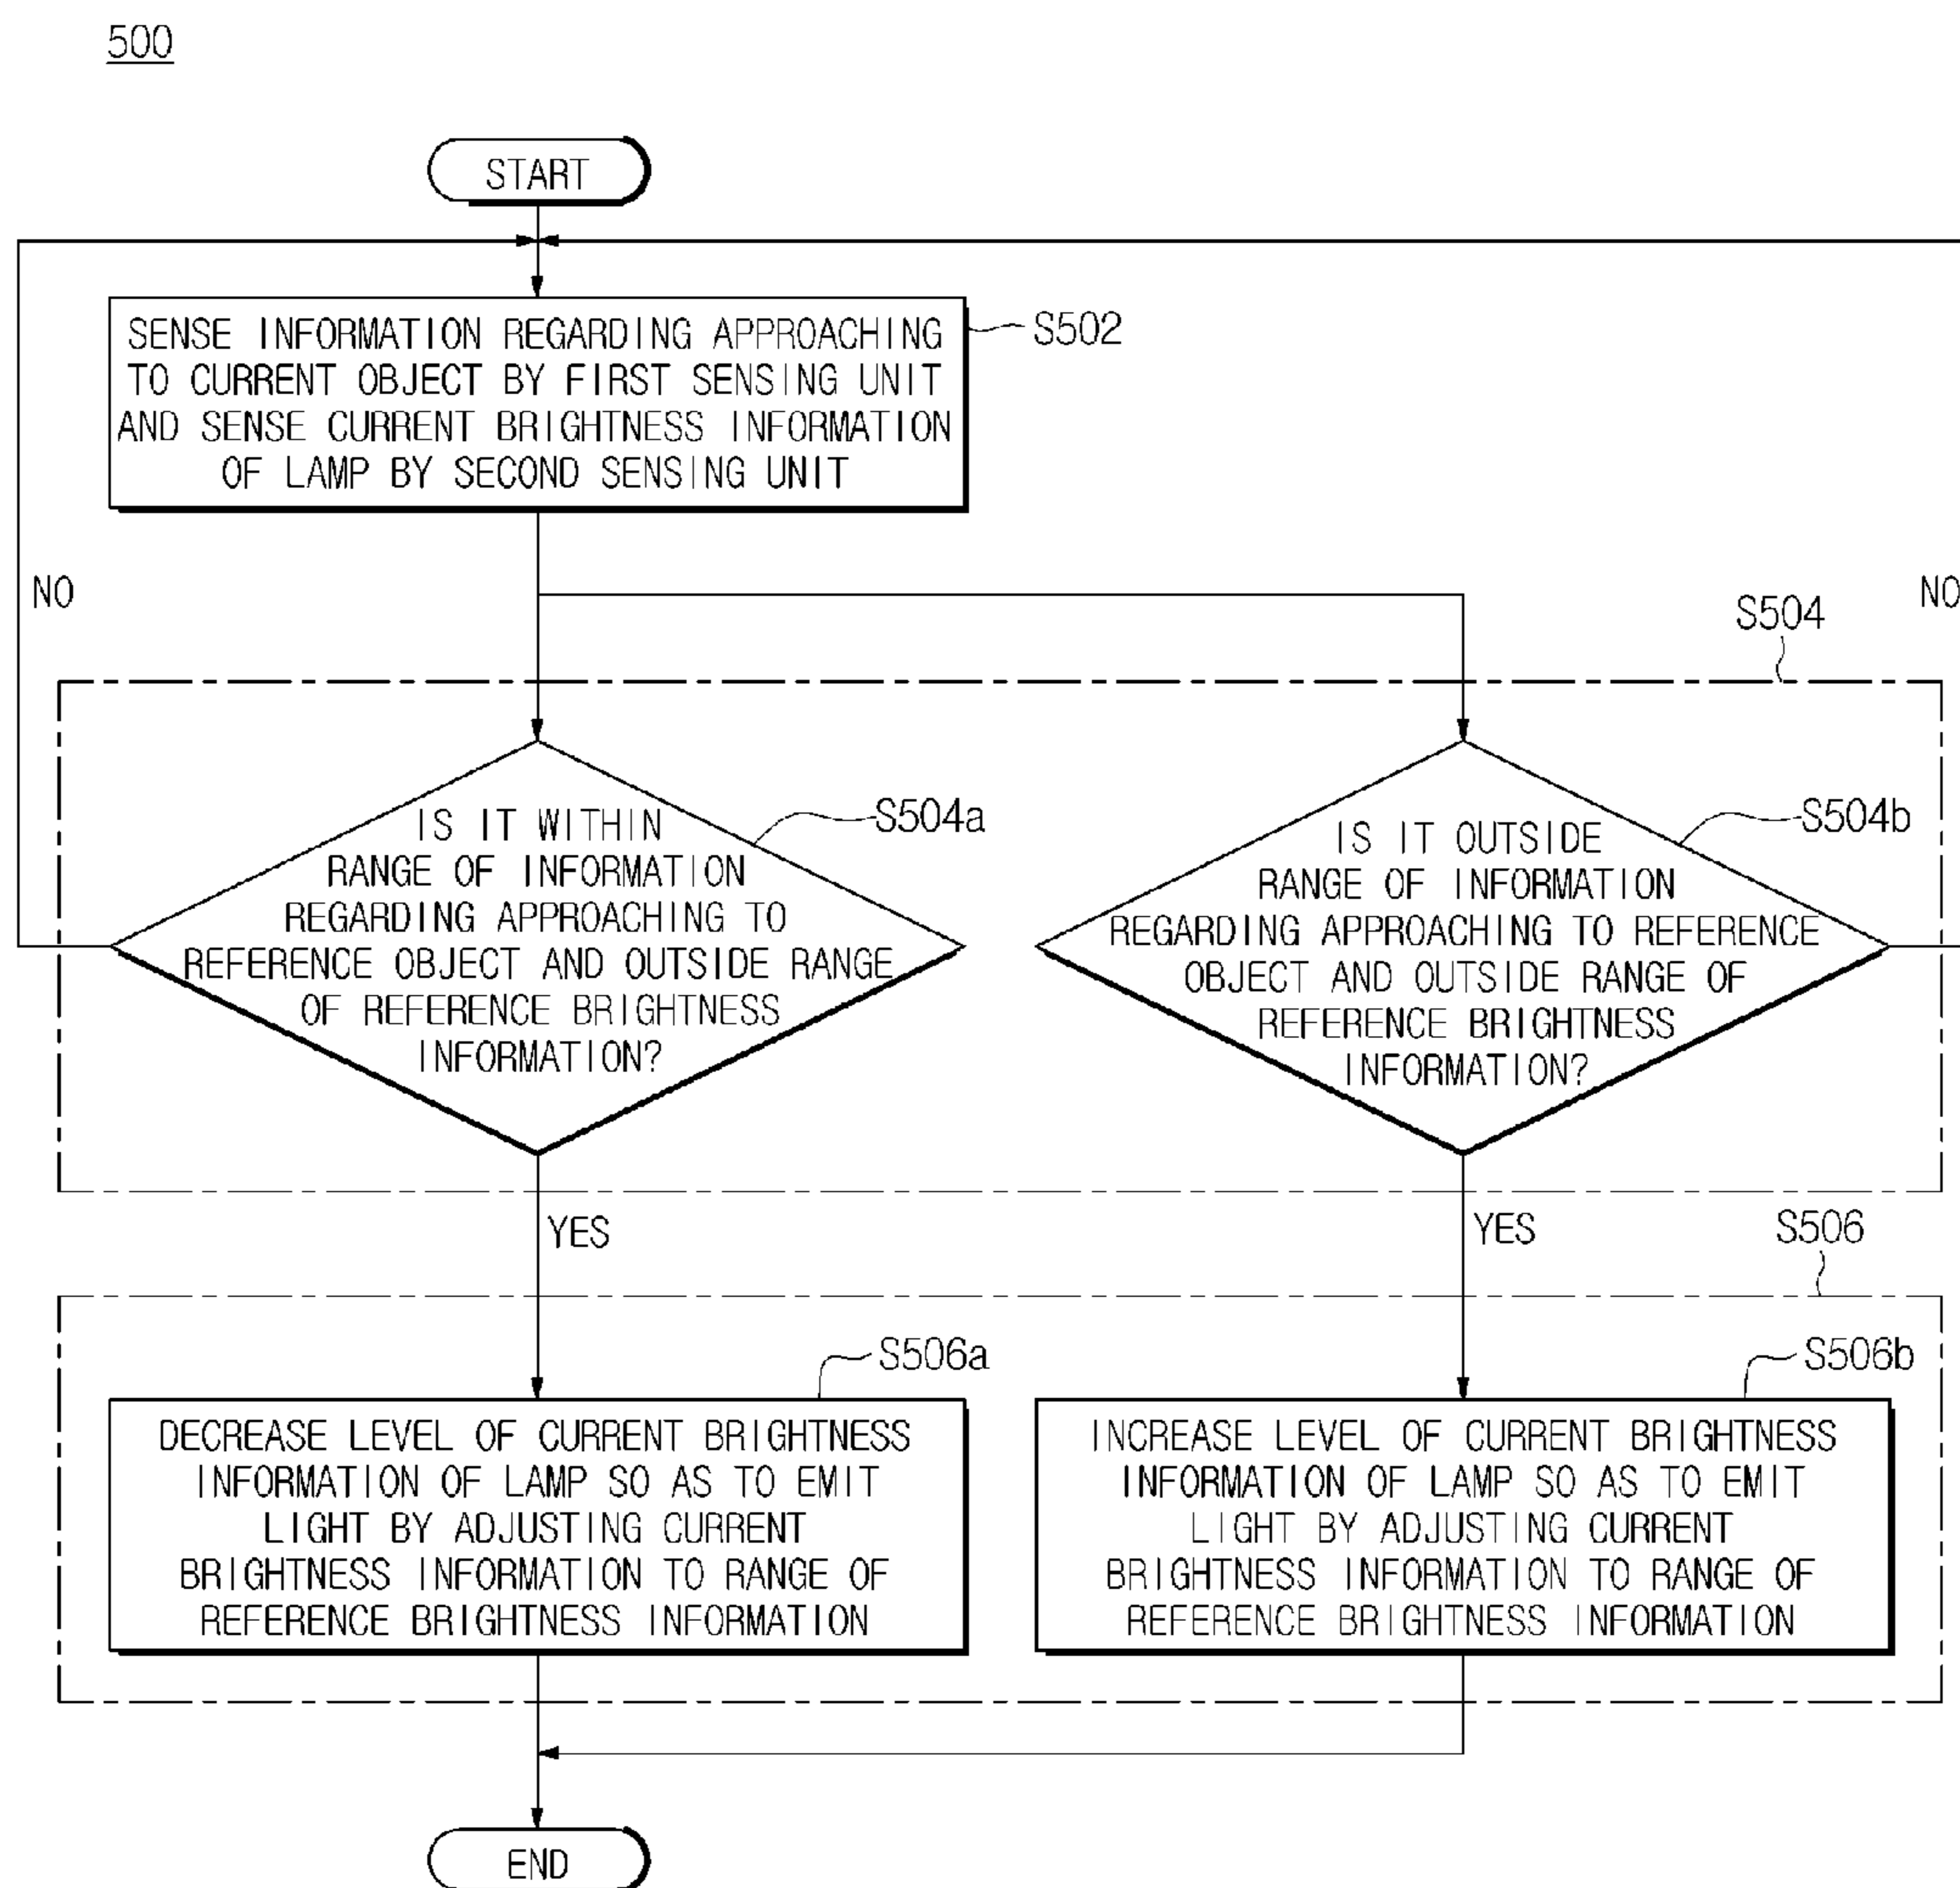 500
START
SENSE INFORMATION REGARDING APPROACHING
TO CURRENT OBJECT BY FIRST SENSING UNIT
AND SENSE CURRENT BRIGHTNESS INFORMATION
OF LAMP BY SECOND SENSING UNIT
S502
NO
NO
S504
IS IT WITHIN
RANGE OF INFORMATION
REGARDING APPROACHING TO
REFERENCE OBJECT AND OUTSIDE RANGE
OF REFERENCE BRIGHTNESS
INFORMATION?
S504a
IS IT OUTSIDE
RANGE OF INFORMATION
REGARDING APPROACHING TO REFERENCE
OBJECT AND OUTSIDE RANGE OF
REFERENCE BRIGHTNESS
INFORMATION?
S504b
YES
YES
S506
S506a
DECREASE LEVEL OF CURRENT BRIGHTNESS
INFORMATION OF LAMP SO AS TO EMIT
LIGHT BY ADJUSTING CURRENT
BRIGHTNESS INFORMATION TO RANGE OF
REFERENCE BRIGHTNESS INFORMATION
S506b
INCREASE LEVEL OF CURRENT BRIGHTNESS
INFORMATION OF LAMP SO AS TO EMIT
LIGHT BY ADJUSTING CURRENT
BRIGHTNESS INFORMATION TO RANGE OF
REFERENCE BRIGHTNESS INFORMATION
END